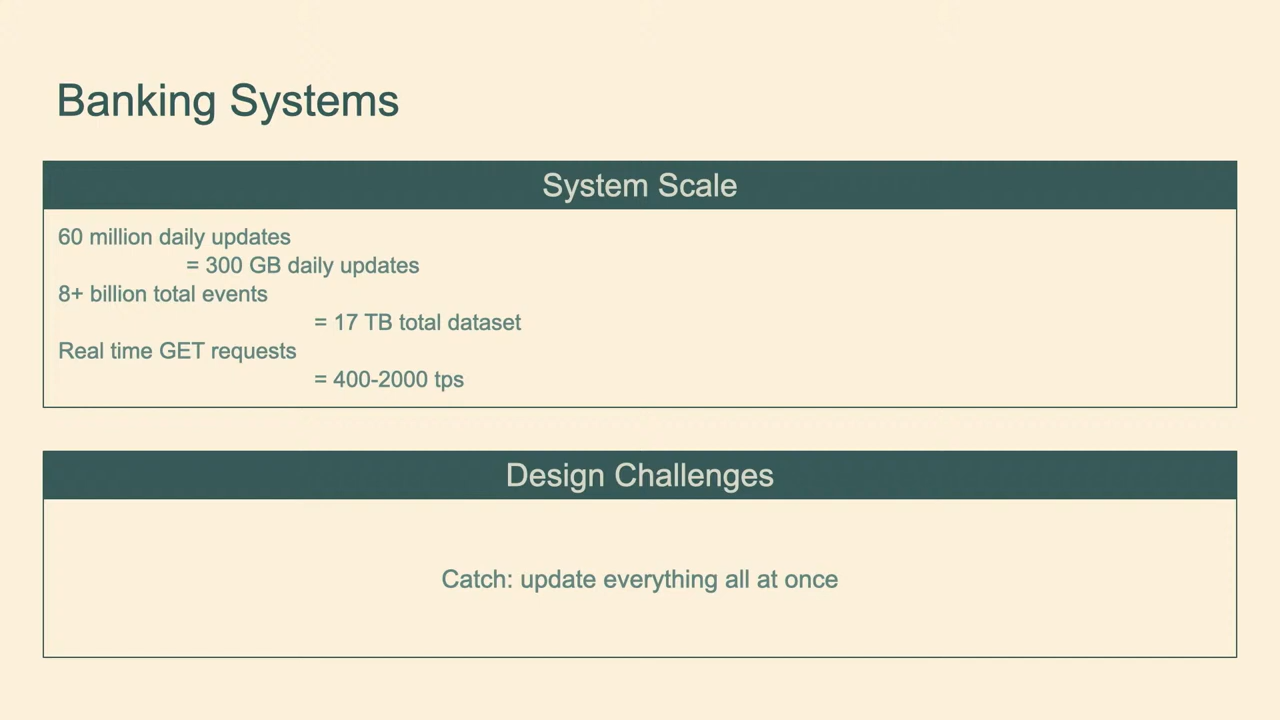 Banking Systems
System Scale
60 million daily updates
= 300 GB daily updates
8+ billion total events
= 17 TB total dataset
Real time GET requests
= 400-2000 tps
Design Challenges
Catch: update everything all at once